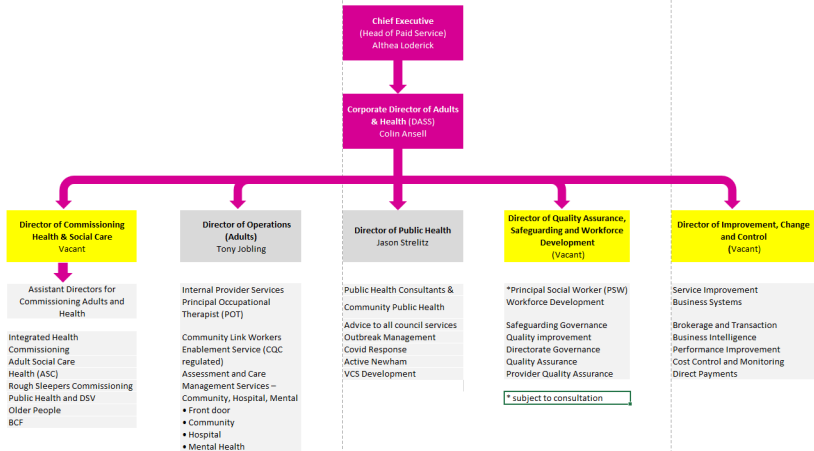 Chief Executive
(Head of Paid Service)
Althea Loderick
Corporate Director of Adults
& Health (DASS)
Colin Ansell
Director of Commissioning
Health & Social Care
Vacant
Assistant Directors for
Commissioning Adults and
Health
Integrated Health
Commissioning
Adult Social Care
Health (ASC)
Rough Sleepers Commissioning
Public Health and DSV
Older People
BCF
Director of Operations
(Adults)
Tony Jobling
Internal Provider Services
Principal Occupational
Therapist (POT)
Community Link Workers
Enablement Service (CQC
regulated)
Assessment and Care
Management Services –
Community, Hospital, Mental
• Front door
• Community
• Hospital
• Mental Health
Director of Public Health
Jason Strelitz
Public Health Consultants &
Community Public Health
Advice to all council services
Outbreak Management
Covid Response
Active Newham
VCS Development
Director of Quality Assurance,
Safeguarding and Workforce
Development
(Vacant)
*Principal Social Worker (PSW)
Workforce Development
Safeguarding Governance
Quality improvement
Directorate Governance
Quality Assurance
Provider Quality Assurance
* subject to consultation
Director of Improvement, Change
and Control
(Vacant)
Service Improvement
Business Systems
Brokerage and Transaction
Business Intelligence
Performance Improvement
Cost Control and Monitoring
Direct Payments